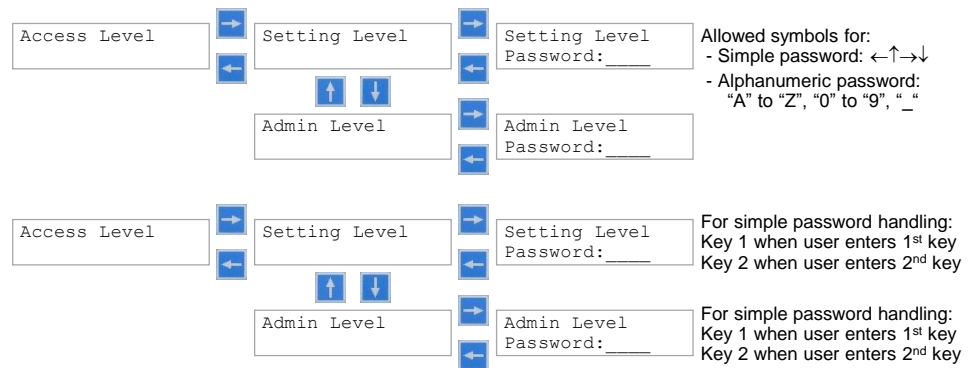 Access Level
Setting Level
Setting Level
Password:____
Allowed symbols for:
- Simple password: ←↑→↓
- Alphanumeric password:
“A” to “Z”, “0” to “9”, “_“
Admin Level
Admin Level
Password:____
Access Level
Setting Level
Setting Level
Password:____
For simple password handling:
Key 1 when user enters 1st key
Key 2 when user enters 2nd key
Admin Level
Admin Level
Password:____
For simple password handling:
Key 1 when user enters 1st key
Key 2 when user enters 2nd key